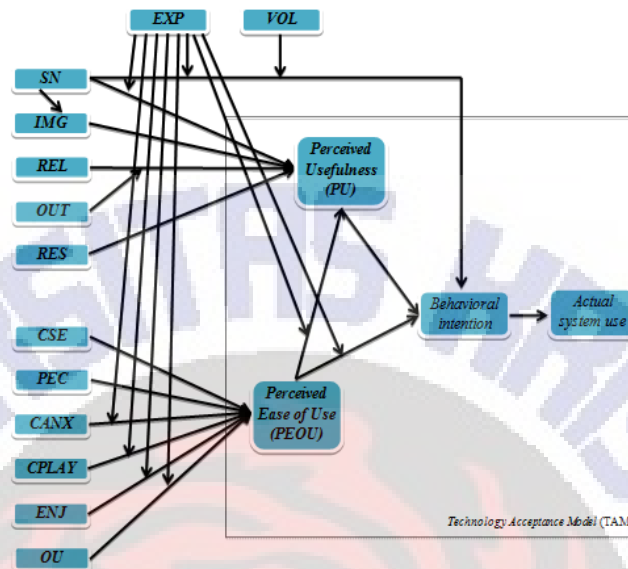 EXP
VOL
SN
IMG
REL
OUT
RES
CSE
PEC
CANX
CPLAY
ENJ
OU
Perceived
Usefulness
(PU)
Perceived
Ease of Use
(PEOU)
Behavioral
intention
Actual
system use
Technology Acceptance Model (TAM